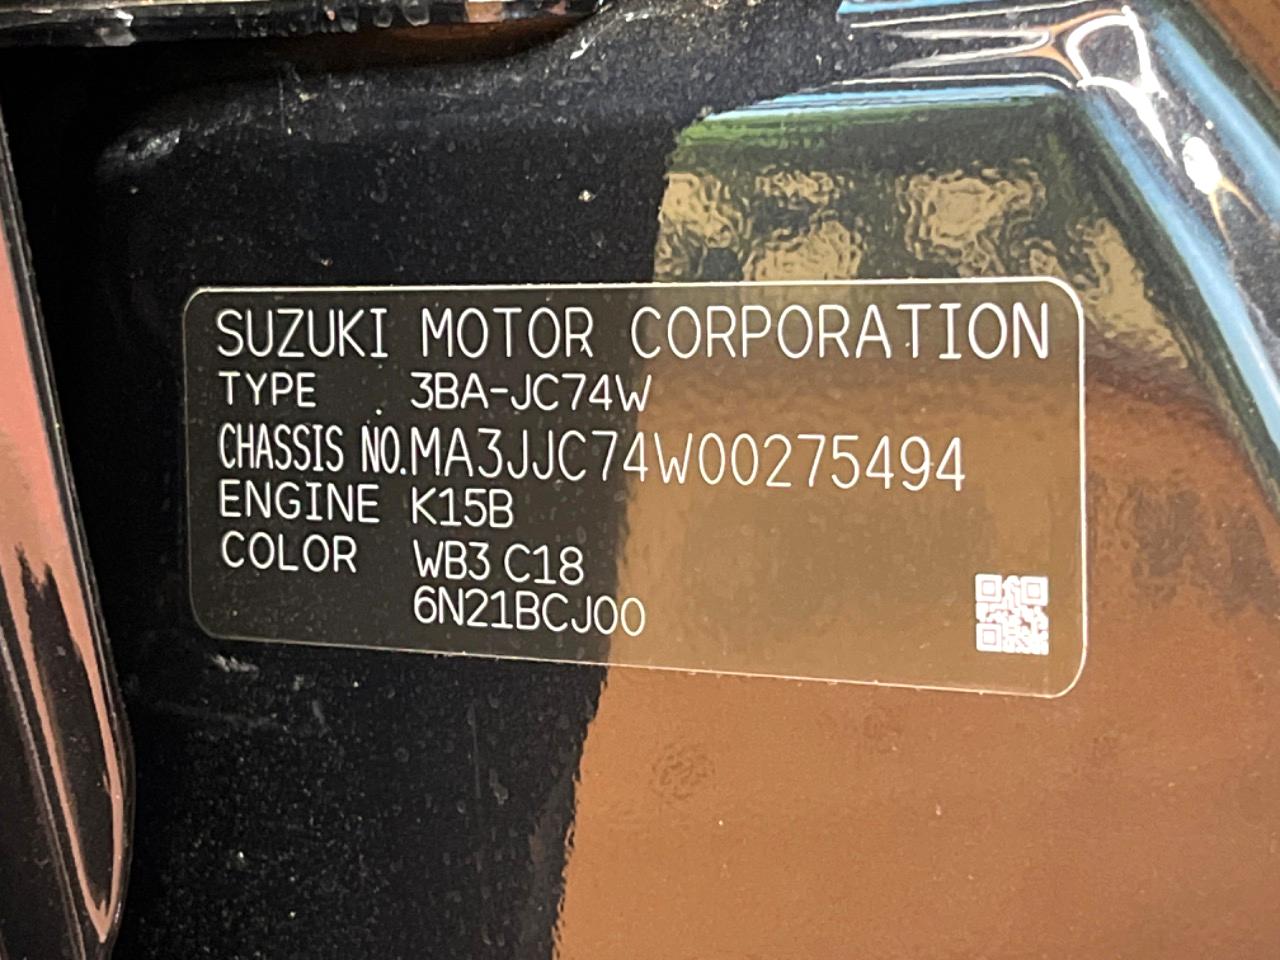 SUZUKI MOTOR CORPORATION
TYPE 3BA-JC74W
CHASSIS NO.MA3JJC74W00275494
ENGINE K15B
COLOR WB3 C18
6N21BCJ00